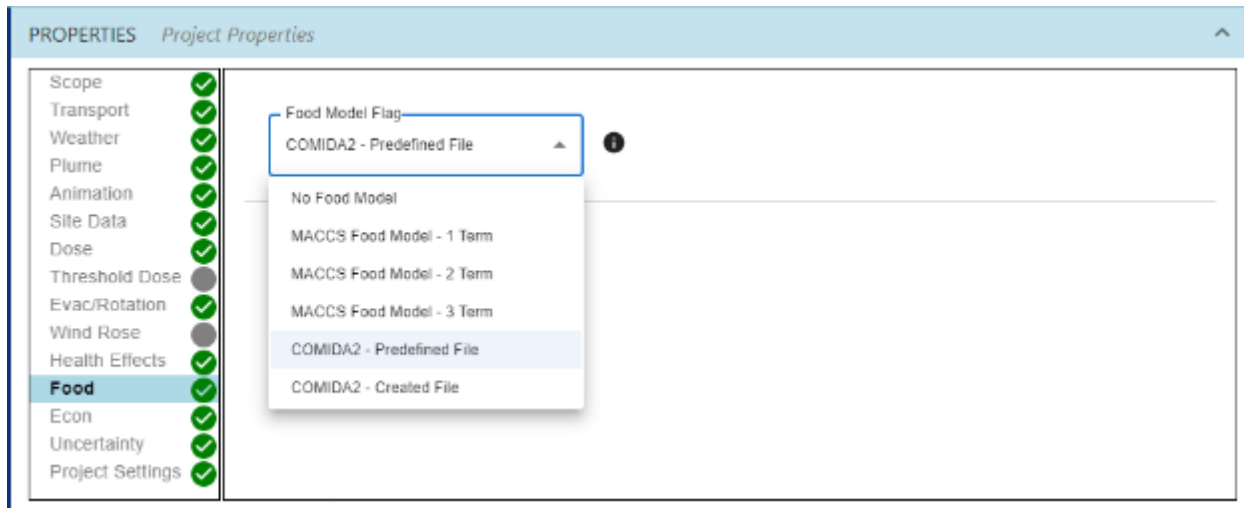 PROPERTIES Project Properties
Scope
Transport
Weather
Plume
Animation
Site Data
Dose
Threshold Dose
Evac/Rotation
Wind Rose
Health Effects
Food
Econ
Uncertainty
Project Settings
Food Model Flag
COMIDA2 - Predefined File
No Food Model
MACCS Food Model - 1 Term
MACCS Food Model - 2 Term
MACCS Food Model - 3 Term
COMIDA2 - Predefined File
COMIDA2 - Created File